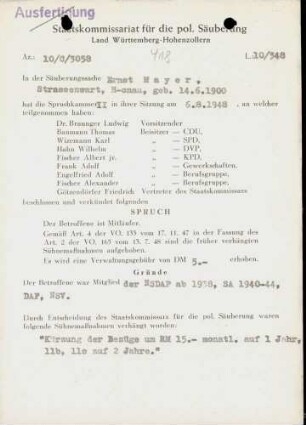 Ausfertigung
Staatskommissariat für die pol. Säuberung
Land Württemberg-Hohenzollern
Az.: 10/8/3058
L.10/348
In der Säuberungssache Ernst Mayer,
Strassenwart, geb. 14.6.1900
hat die Spruchkammer II in ihrer Sitzung am 6.8.1948, an welcher
teilgenommen haben:
Dr. Braunger Ludwig Vorsitzender
Baumann Thomas Beisitzer — CDU,
Wizemann Karl „ — SPD,
Hahn Wilhelm „ — DVP,
Fischer Albert jr. „ — KPD,
Frank Adolf „ — Gewerkschaften,
Engelfried Adolf „ — Berufsgruppe,
Fischer Alexander „ — Berufsgruppe,
Friedrich Vertreter des Staatskommissars
beschlossen und verkündet folgenden
SPRUCH
Der Betroffene ist Mitläufer.
Gemäß Art. 4 der VO. 133 vom 17. 11. 47 in der Fassung des
Art. 2 der VO. 165 vom 13. 7. 48 sind die früher verhängten
Sühnemaßnahmen aufgehoben.
Es wird eine Verwaltungsgebühr von DM 5.— erhoben.
Gründe
Der Betroffene war Mitglied der NSDAP ab 1938, SA 1940-44,
DAF, NSV.
Durch Entscheidung des Staatskommissars für die pol. Säuberung waren
folgende Sühnemaßnahmen verhängt worden:
"Kürzung der Bezüge um RM 15.- monatl. auf 1 Jahr,
11b, 11c auf 2 Jahre."